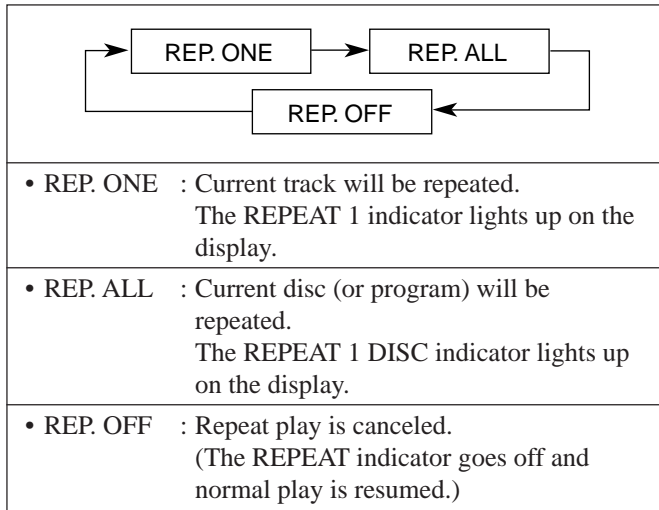 REP. ONE
REP. ALL
REP. OFF
• REP. ONE : Current track will be repeated.
The REPEAT 1 indicator lights up on the
display.
• REP. ALL : Current disc (or program) will be
repeated.
The REPEAT 1 DISC indicator lights up
on the display.
• REP. OFF : Repeat play is canceled.
(The REPEAT indicator goes off and
normal play is resumed.)